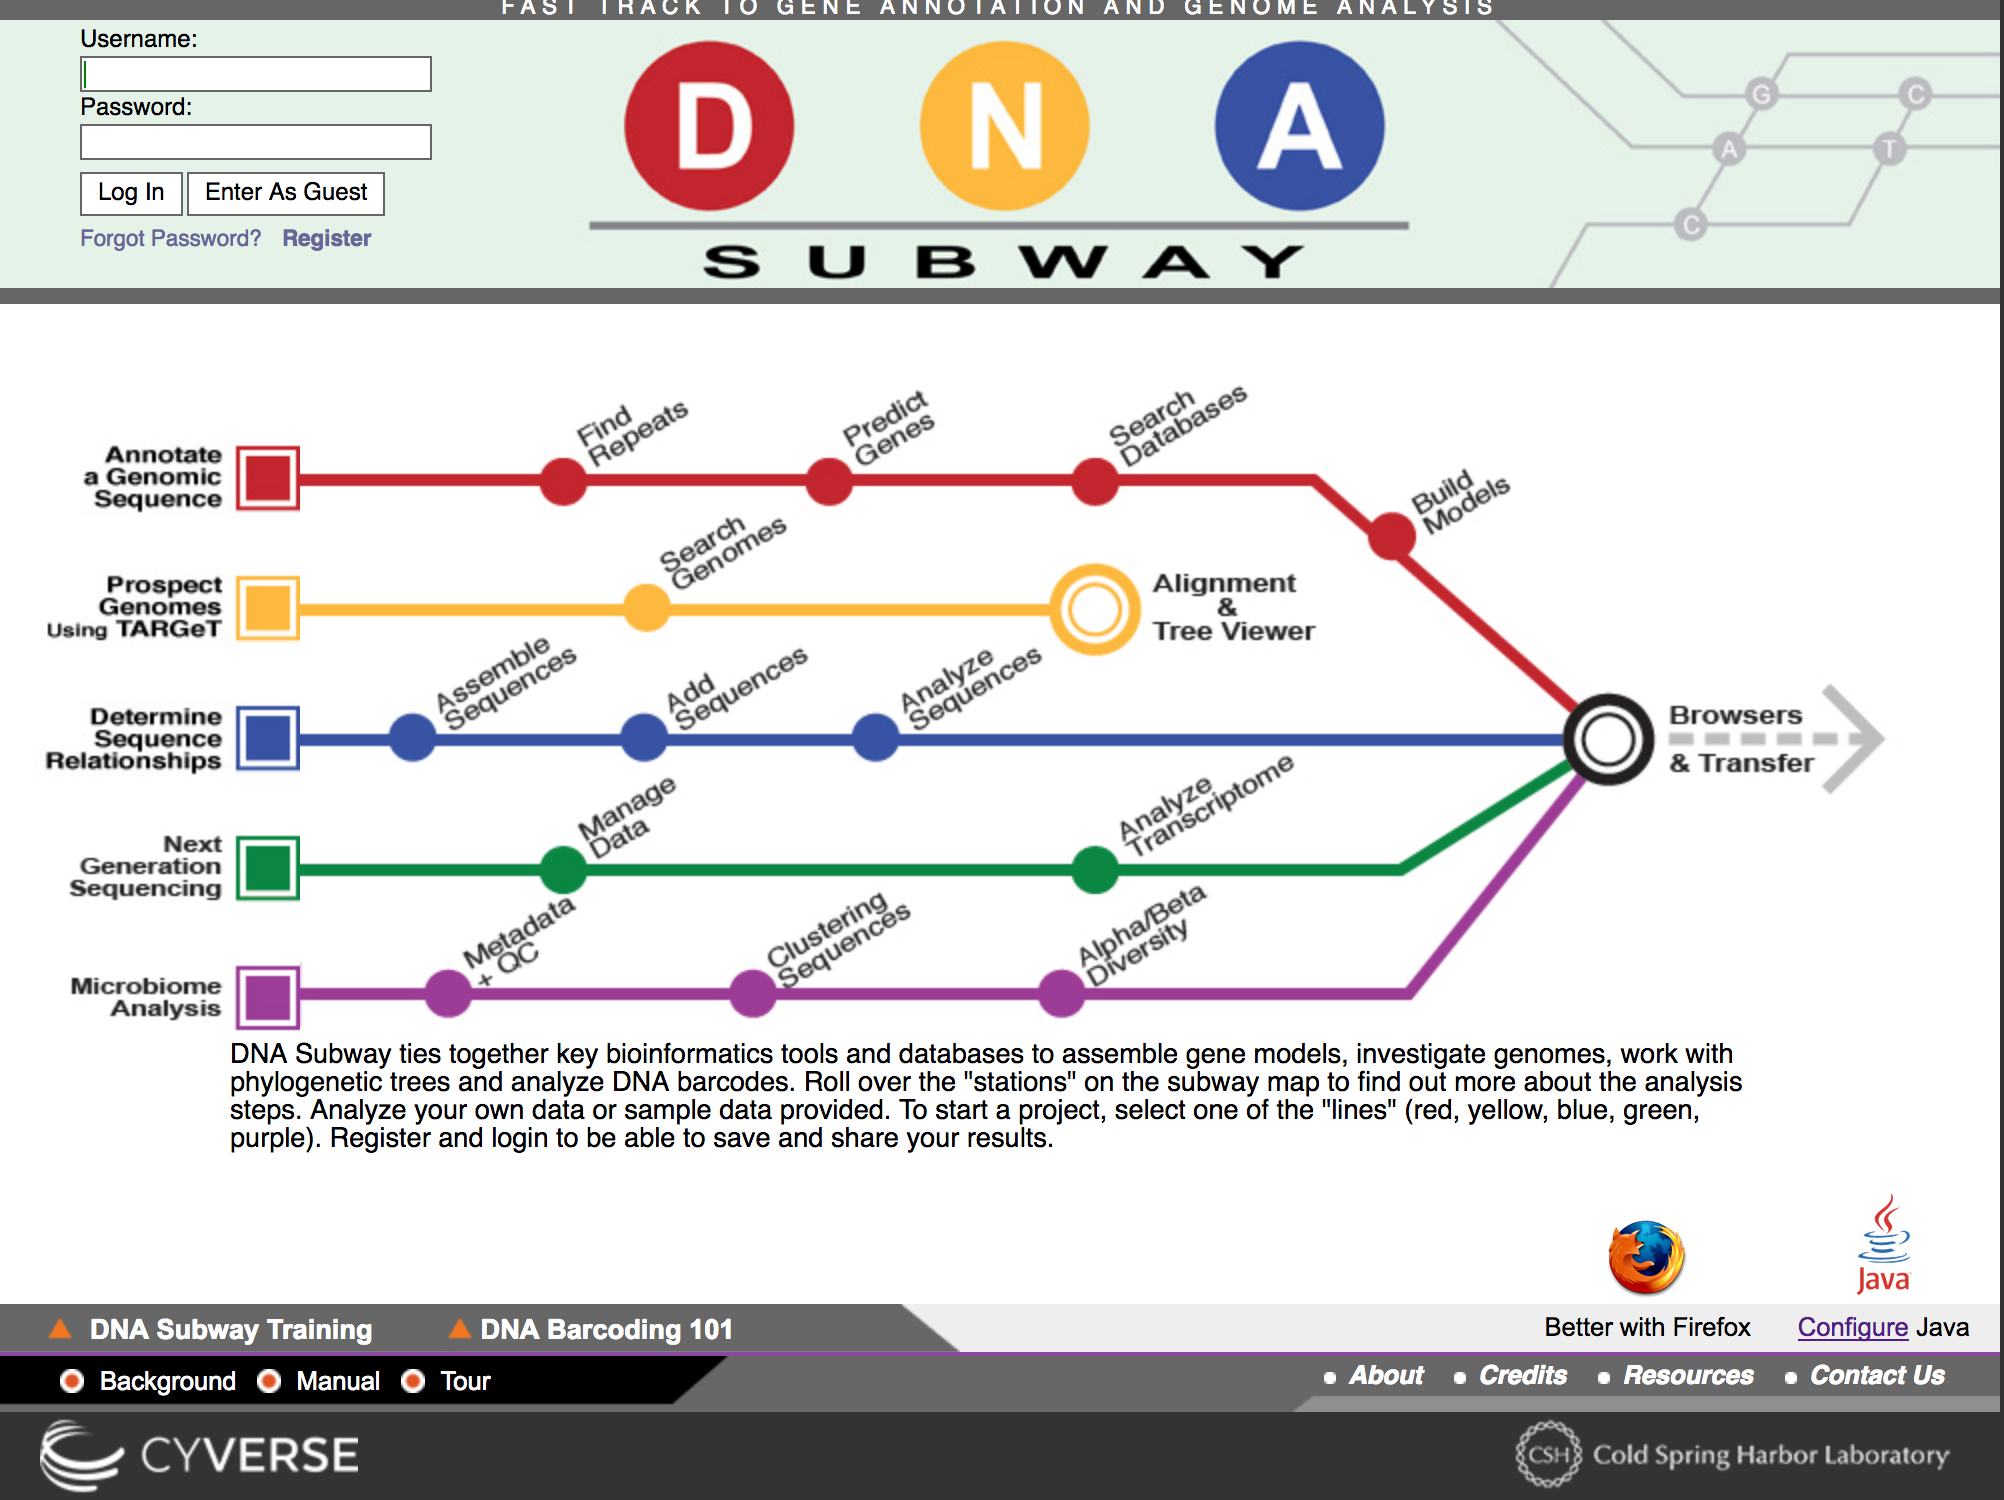 FAST TRACK TO GENE ANNOTATION AND GENOME ANALYSIS
Username:
Password:
Log In
Enter As Guest
Forgot Password?
Register
D N A
SUBWAY
G
C
A
T
C
Annotate
a Genomic
Sequence
Find
Repeats
Predict
Genes
Search
Databases
Build
Models
Prospect
Genomes
Using TARGeT
Search
Genomes
Alignment
&
Tree Viewer
Determine
Sequence
Relationships
Assemble
Sequences
Add
Sequences
Analyze
Sequences
Browsers
& Transfer
Next
Generation
Sequencing
Manage
Data
Analyze
Transcriptome
Microbiome
Analysis
Metadata
+ QC
Clustering
Sequences
Alpha/Beta
Diversity
DNA Subway ties together key bioinformatics tools and databases to assemble gene models, investigate genomes, work with
phylogenetic trees and analyze DNA barcodes. Roll over the "stations" on the subway map to find out more about the analysis
steps. Analyze your own data or sample data provided. To start a project, select one of the "lines" (red, yellow, blue, green,
purple). Register and login to be able to save and share your results.
Java
DNA Subway Training
DNA Barcoding 101
Better with Firefox
Configure Java
Background
Manual
Tour
About
Credits
Resources
Contact Us
CYVERSE
CSH
Cold Spring Harbor Laboratory